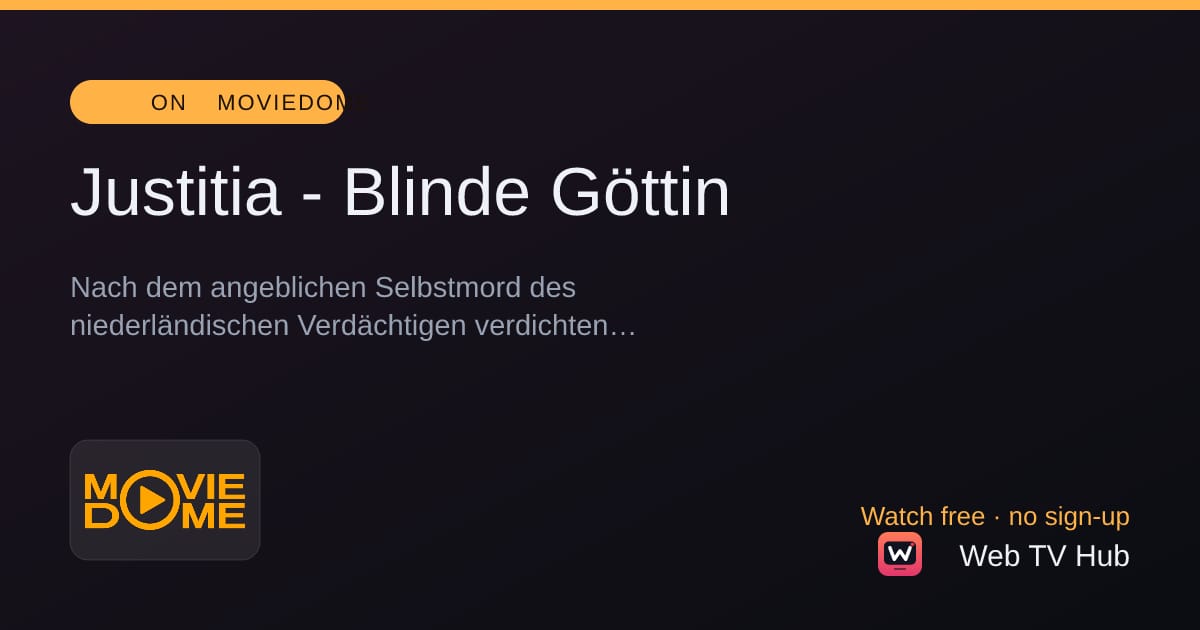 ON MOVIEDOM
Justitia - Blinde Göttin
Nach dem angeblichen Selbstmord des
niederländischen Verdächtigen verdichten…
MOVIE
DOME
Watch free · no sign-up
W
Web TV Hub